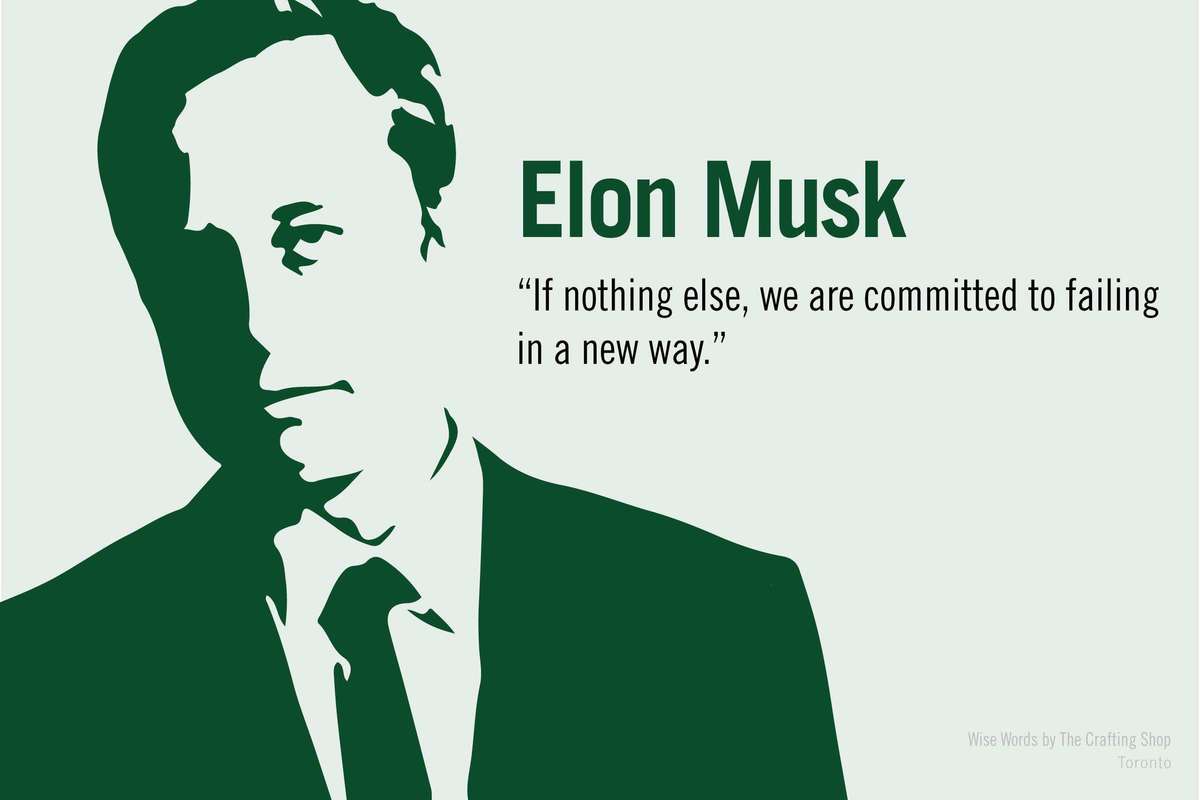 Elon Musk
“If nothing else, we are committed to failing
in a new way.”
Wise Words by The Crafting Shop
Toronto